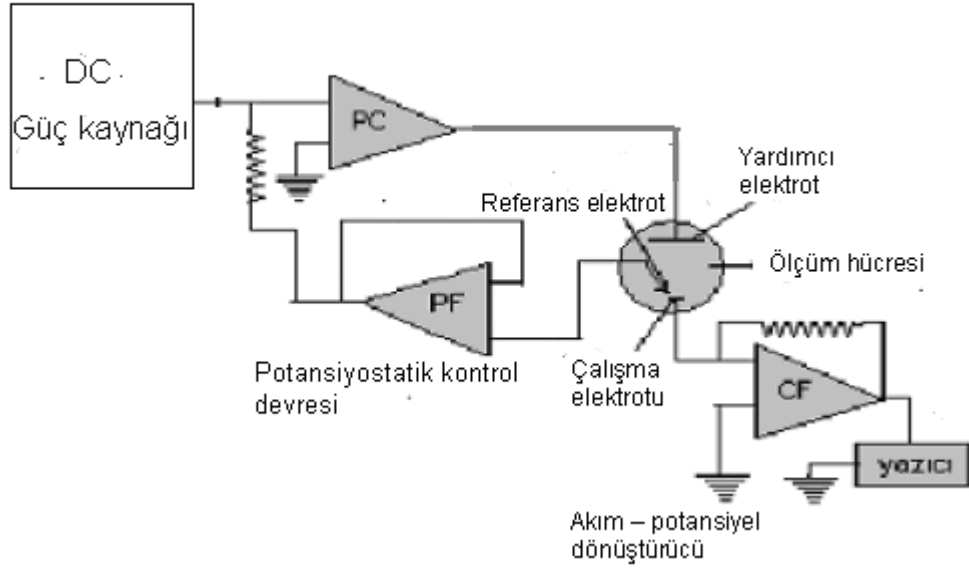 DC
Güç kaynağı
PC
Yardımcı
elektrot
Referans elektrot
Ölçüm hücresi
PF
Potansiyostatik kontrol
devresi
Çalışma
elektrotu
CF
yazıcı
Akım – potansiyel
dönüştürücü